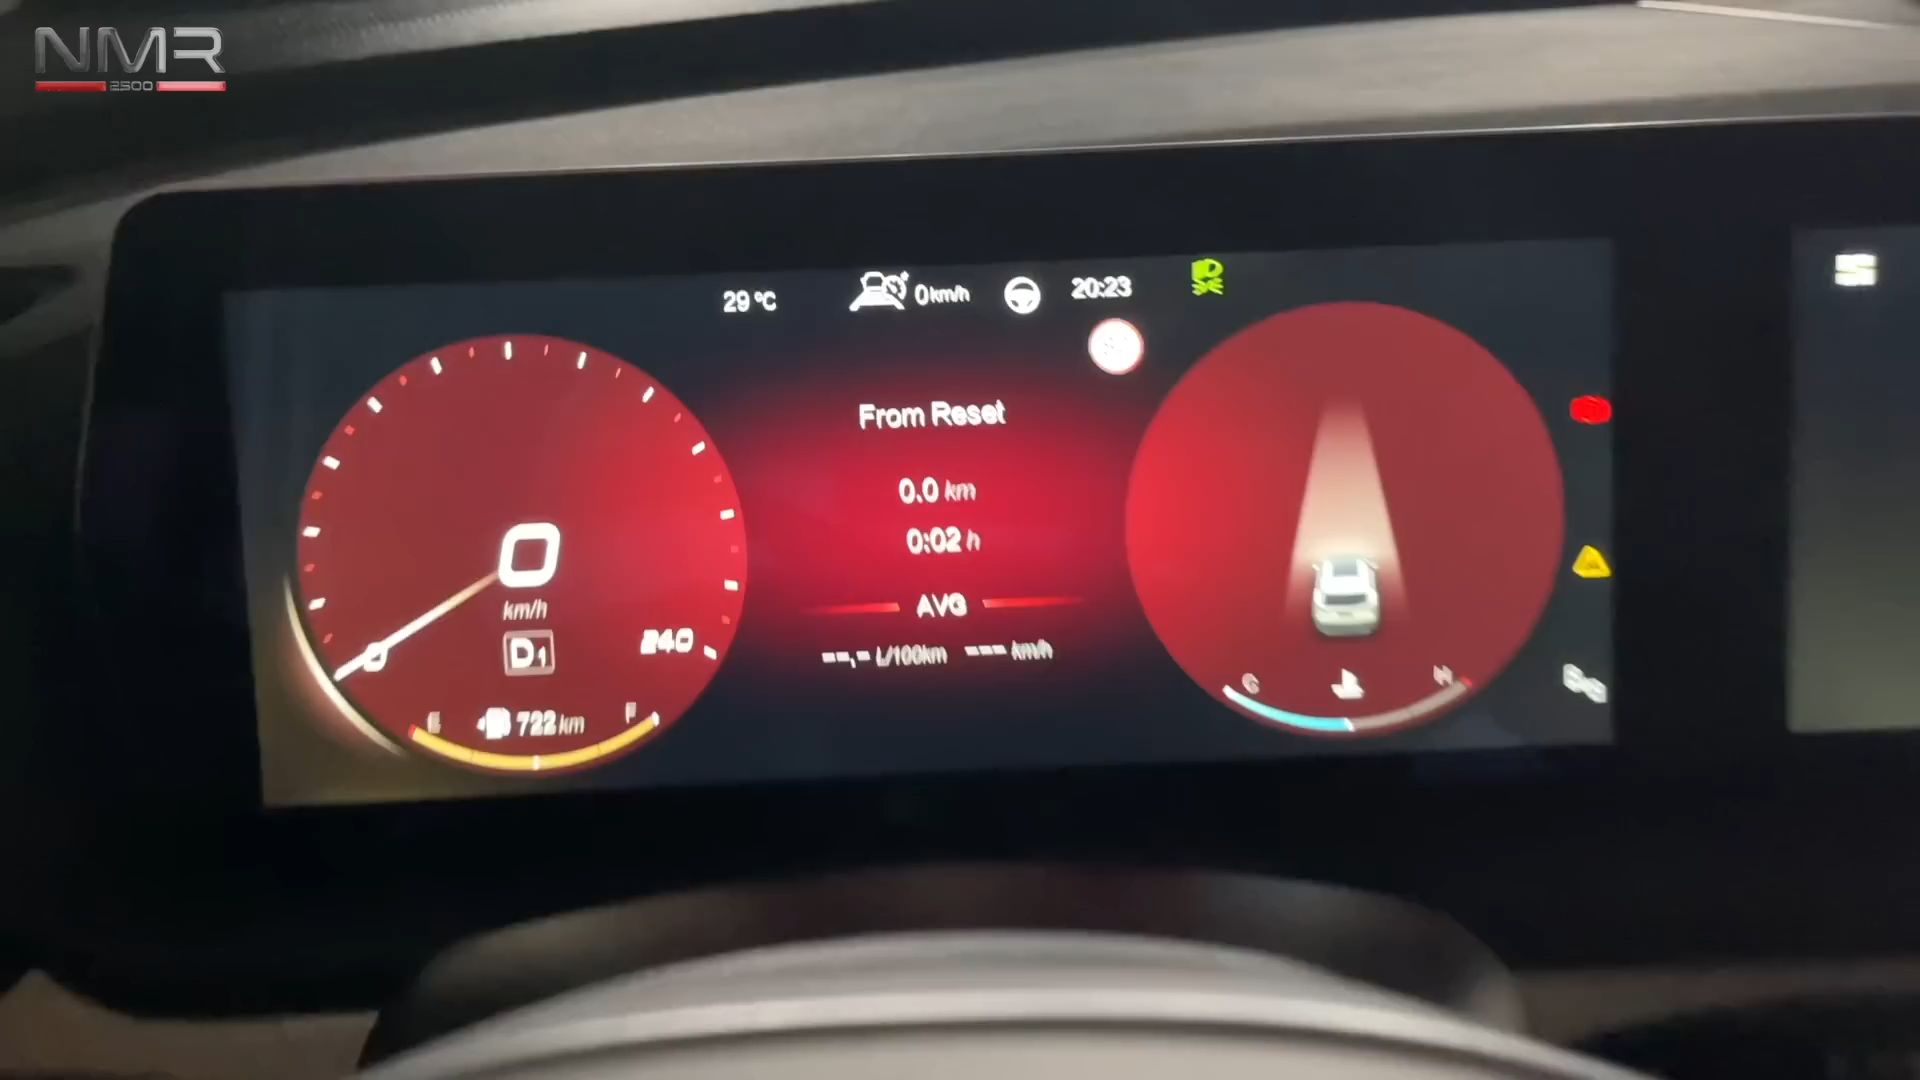 NMR
2500
29 °C
0 km/h
20:23
From Reset
0.0 km
0:02 h
AVG
--,- L/100km --- km/h
0
km/h
D1
0
240
E
722 km
F
C
H